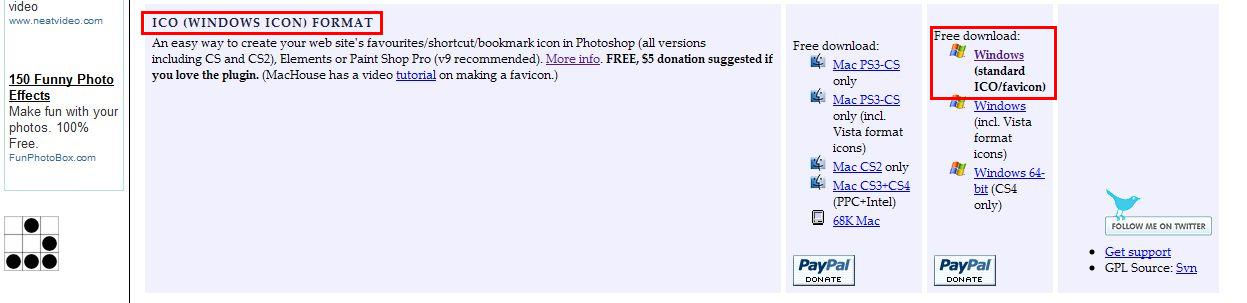 video
www.neatvideo.com
150 Funny Photo
Effects
Make fun with your
photos. 100%
Free.
FunPhotoBox.com
ICO (WINDOWS ICON) FORMAT
An easy way to create your web site's favourites/shortcut/bookmark icon in Photoshop (all versions
including CS and CS2), Elements or Paint Shop Pro (v9 recommended). More info. FREE, $5 donation suggested if
you love the plugin. (MacHouse has a video tutorial on making a favicon.)
Free download:
Mac PS3-CS
only
Mac PS3-CS
only (incl.
Vista format
icons)
Mac CS2 only
Mac CS3+CS4
(PPC+Intel)
68K Mac
PayPal
DONATE
Free download:
Windows
(standard
ICO/favicon)
Windows
(incl. Vista
format
icons)
Windows 64-
bit (CS4
only)
PayPal
DONATE
FOLLOW ME ON TWITTER
Get support
GPL Source: Svn